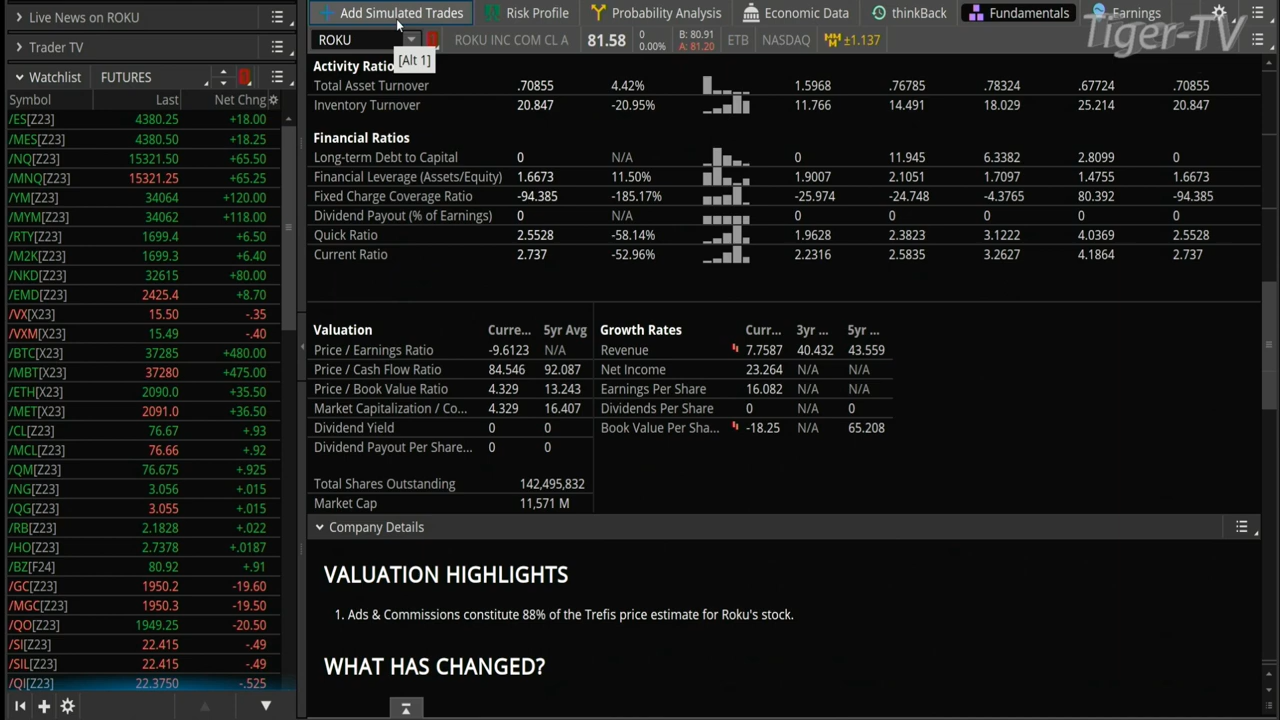 Live News on ROKU
Trader TV
Watchlist FUTURES
Symbol Last Net Chng
/ES[Z23] 4380.25 +18.00
/MES[Z23] 4380.50 +18.25
/NQ[Z23] 15321.50 +65.50
/MNQ[Z23] 15321.25 +65.25
/YM[Z23] 34064 +120.00
/MYM[Z23] 34062 +118.00
/RTY[Z23] 1699.4 +6.50
/M2K[Z23] 1699.3 +6.40
/NKD[Z23] 32615 +80.00
/EMD[Z23] 2425.4 +8.70
/VX[X23] 15.50 -.35
/VXM[X23] 15.49 -.40
/BTC[X23] 37285 +480.00
/MBT[X23] 37280 +475.00
/ETH[X23] 2090.0 +35.50
/MET[X23] 2091.0 +36.50
/CL[Z23] 76.67 +.93
/MCL[Z23] 76.66 +.92
/QM[Z23] 76.675 +.925
/NG[Z23] 3.056 +.015
/QG[Z23] 3.055 +.015
/RB[Z23] 2.1828 +.022
/HO[Z23] 2.7378 +.0187
/BZ[F24] 80.92 +.91
/GC[Z23] 1950.2 -19.60
/MGC[Z23] 1950.3 -19.50
/QO[Z23] 1949.25 -20.50
/SI[Z23] 22.415 -.49
/SIL[Z23] 22.415 -.49
/QI[Z23] 22.3750 -.525
Add Simulated Trades Risk Profile Probability Analysis Economic Data thinkBack Fundamentals Earnings
Tiger-TV
ROKU ROKU INC COM CL A 81.58 0 0.00% B: 80.91 A: 81.20 ETB NASDAQ ±1.137
[Alt 1]
Activity Ratio
Total Asset Turnover .70855 4.42% 1.5968 .76785 .78324 .67724 .70855
Inventory Turnover 20.847 -20.95% 11.766 14.491 18.029 25.214 20.847
Financial Ratios
Long-term Debt to Capital 0 N/A 0 11.945 6.3382 2.8099 0
Financial Leverage (Assets/Equity) 1.6673 11.50% 1.9007 2.1051 1.7097 1.4755 1.6673
Fixed Charge Coverage Ratio -94.385 -185.17% -25.974 -24.748 -4.3765 80.392 -94.385
Dividend Payout (% of Earnings) 0 N/A 0 0 0 0 0
Quick Ratio 2.5528 -58.14% 1.9628 2.3823 3.1222 4.0369 2.5528
Current Ratio 2.737 -52.96% 2.2316 2.5835 3.2627 4.1864 2.737
Valuation Curre... 5yr Avg
Price / Earnings Ratio -9.6123 N/A
Price / Cash Flow Ratio 84.546 92.087
Price / Book Value Ratio 4.329 13.243
Market Capitalization / Co... 4.329 16.407
Dividend Yield 0 0
Dividend Payout Per Share... 0 0
Total Shares Outstanding 142,495,832
Market Cap 11,571 M
Growth Rates Curr... 3yr ... 5yr ...
Revenue 7.7587 40.432 43.559
Net Income 23.264 N/A N/A
Earnings Per Share 16.082 N/A N/A
Dividends Per Share 0 N/A 0
Book Value Per Sha... -18.25 N/A 65.208
Company Details
VALUATION HIGHLIGHTS
1. Ads & Commissions constitute 88% of the Trefis price estimate for Roku's stock.
WHAT HAS CHANGED?